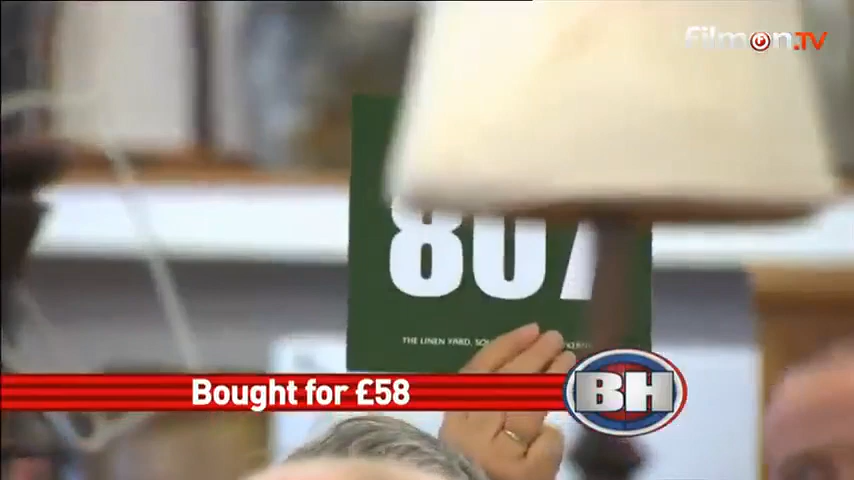 filmon.TV
807
THE LINEN YARD, SOU
Bought for £58
BH